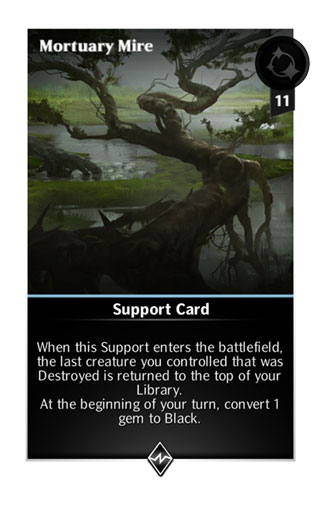 Mortuary Mire
11
Support Card
When this Support enters the battlefield,
the last creature you controlled that was
Destroyed is returned to the top of your
Library.
At the beginning of your turn, convert 1
gem to Black.